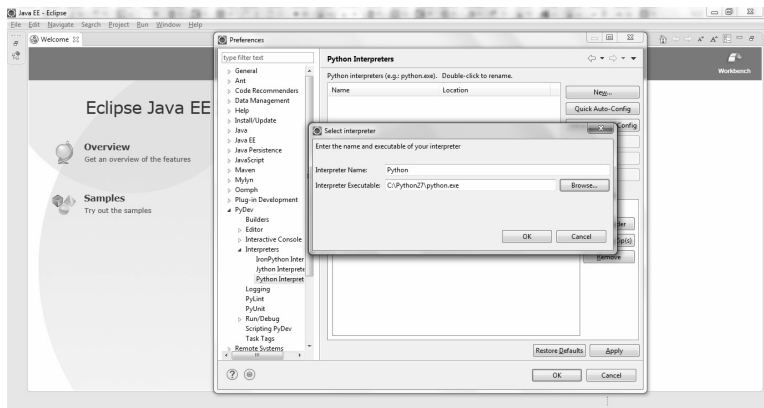 Java EE - Eclipse
File Edit Navigate Search Project Run Window Help
Welcome
Workbench
Eclipse Java EE
Overview
Get an overview of the features
Samples
Try out the samples
Preferences
type filter text
General
Ant
Code Recommenders
Data Management
Help
Install/Update
Java
Java EE
Java Persistence
JavaScript
Maven
Mylyn
Oomph
Plug-in Development
PyDev
Builders
Editor
Interactive Console
Interpreters
IronPython Inter
Jython Interprete
Python Interpret
Logging
PyLint
PyUnit
Run/Debug
Scripting PyDev
Task Tags
Remote Systems
Python Interpreters
Python interpreters (e.g.: python.exe). Double-click to rename.
Name Location
New...
Quick Auto-Config
Config
Select interpreter
Enter the name and executable of your interpreter
Interpreter Name: Python
Interpreter Executable: C:\Python27\python.exe Browse...
OK Cancel
der
ip(s)
Remove
Restore Defaults Apply
OK Cancel